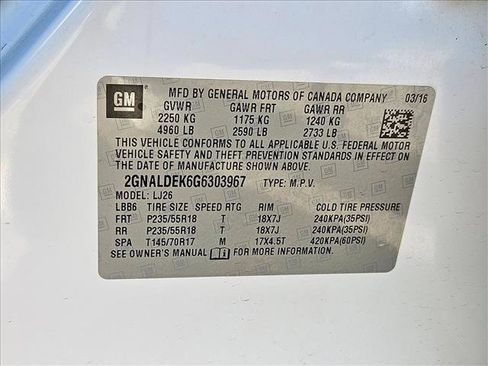 GM
MFD BY GENERAL MOTORS OF CANADA COMPANY 03/16
GVWR GAWR FRT GAWR RR
2250 KG 1175 KG 1240 KG
4960 LB 2590 LB 2733 LB
THIS VEHICLE CONFORMS TO ALL APPLICABLE U.S. FEDERAL MOTOR
VEHICLE SAFETY, BUMPER, AND THEFT PREVENTION STANDARDS IN
EFFECT ON THE DATE OF MANUFACTURE SHOWN ABOVE.
2GNALDEK6G6303967 TYPE: M.P.V.
MODEL: LJ26
LBB6 TIRE SIZE SPEED RTG RIM COLD TIRE PRESSURE
FRT P235/55R18 T 18X7J 240KPA(35PSI)
RR P235/55R18 T 18X7J 240KPA(35PSI)
SPA T145/70R17 M 17X4.5T 420KPA(60PSI)
SEE OWNER'S MANUAL FOR MORE INFORMATION.